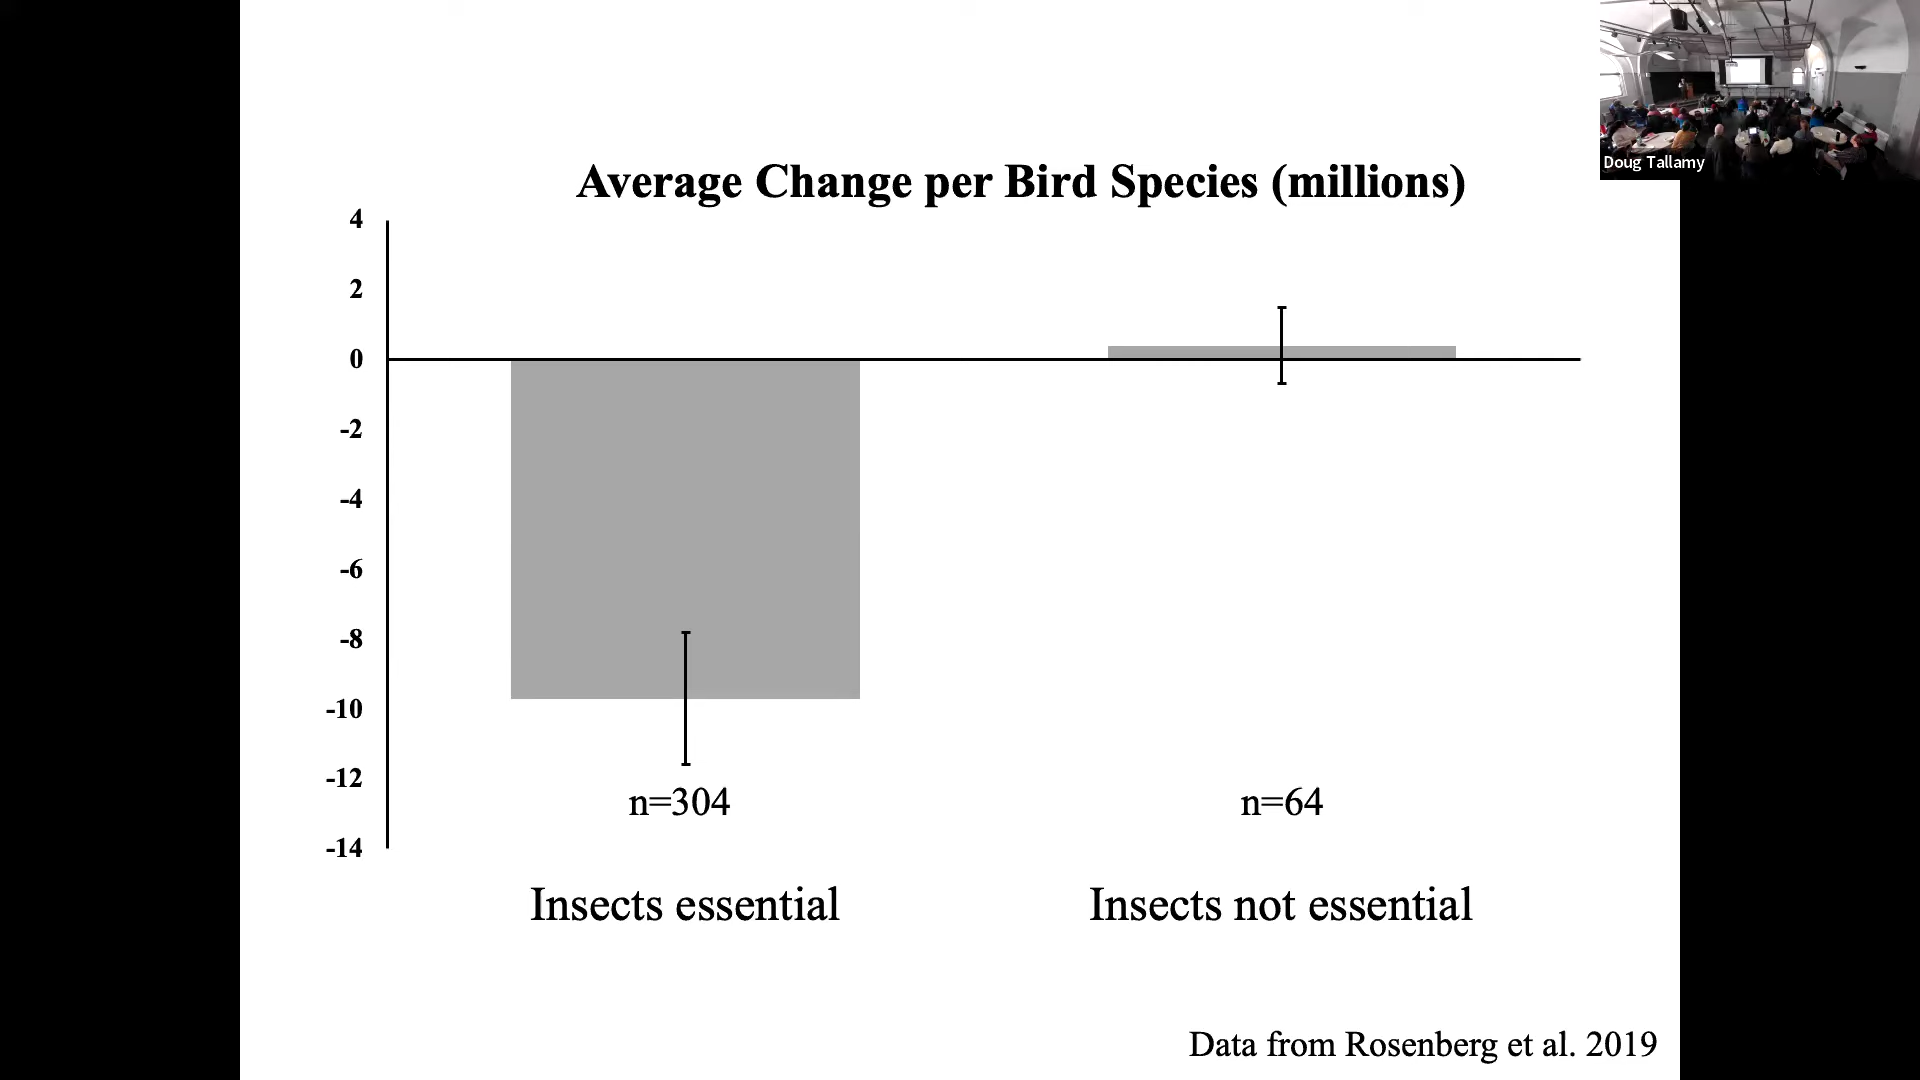 Doug Tallamy
Average Change per Bird Species (millions)
4
2
0
-2
-4
-6
-8
-10
-12
-14
n=304
n=64
Insects essential
Insects not essential
Data from Rosenberg et al. 2019